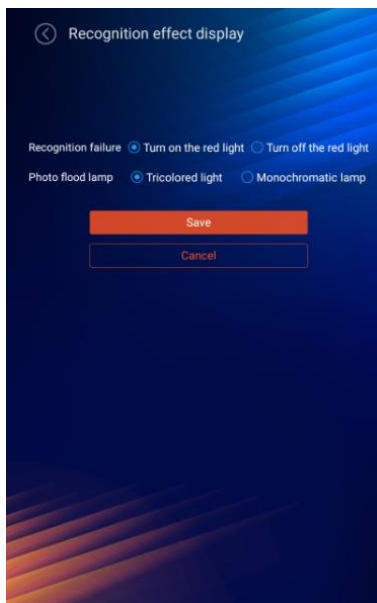 Recognition effect display
Recognition failure Turn on the red light Turn off the red light
Photo flood lamp Tricolored light Monochromatic lamp
Save
Cancel